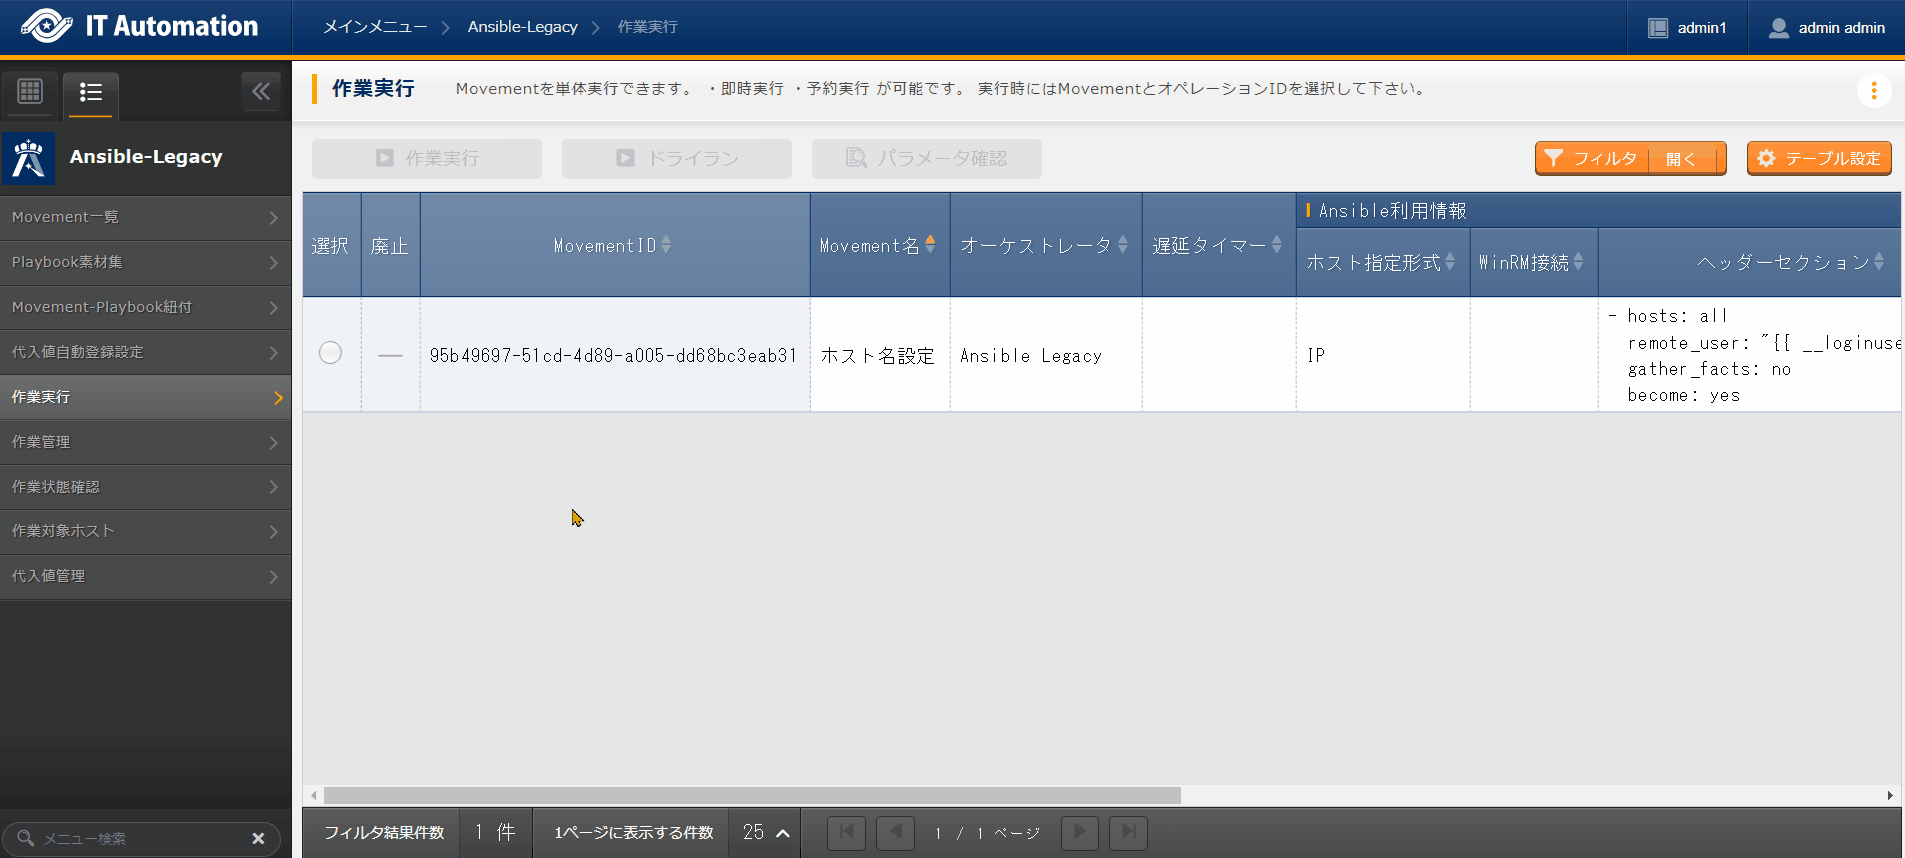 IT Automation
メインメニュー
Ansible-Legacy
作業実行
admin1
admin admin
Ansible-Legacy
Movement一覧
Playbook素材集
Movement-Playbook紐付
代入値自動登録設定
作業実行
作業管理
作業状態確認
作業対象ホスト
代入値管理
メニュー検索
作業実行
Movementを単体実行できます。 ・即時実行 ・予約実行 が可能です。 実行時にはMovementとオペレーションIDを選択して下さい。
作業実行
ドライラン
パラメータ確認
フィルタ 開く
テーブル設定
選択
廃止
MovementID
Movement名
オーケストレータ
遅延タイマー
Ansible利用情報
ホスト指定形式
WinRM接続
ヘッダーセクション
95b49697-51cd-4d89-a005-dd68bc3eab31
ホスト名設定
Ansible Legacy
IP
- hosts: all
remote_user: "{{ __loginuse
gather_facts: no
become: yes
フィルタ結果件数
1 件
1ページに表示する件数
25
1 / 1 ページ